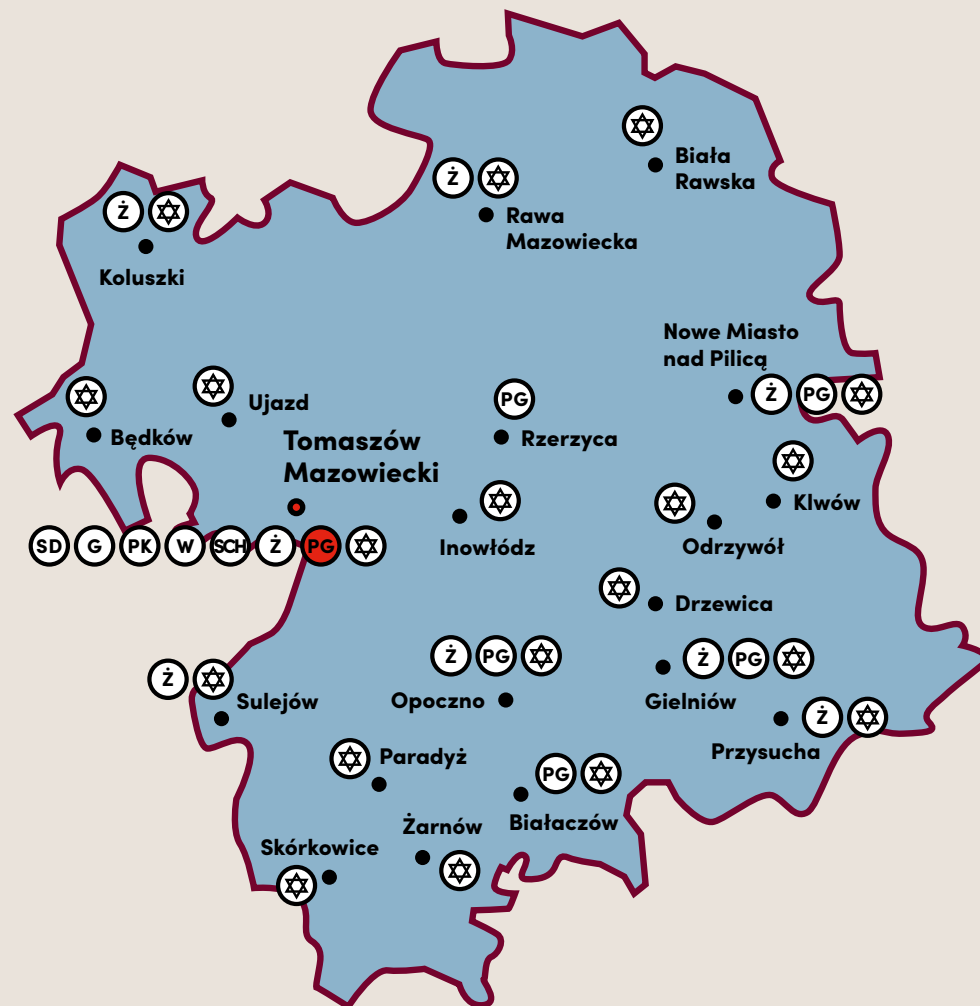 Biała
Rawska
Ż
Rawa
Mazowiecka
Ż
Koluszki
Nowe Miasto
nad Pilicą
Ż PG
Ujazd
PG
Rzerzyca
Będków
Tomaszów
Mazowiecki
SD G PK W SCH Ż PG
Inowłódz
Klwów
Odrzywół
Drzewica
Ż PG
Opoczno
Ż PG
Gielniów
Ż
Sulejów
Ż
Przysucha
Paradyż
PG
Białaczów
Żarnów
Skórkowice